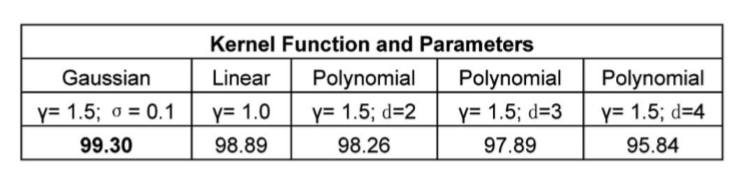 Kernel Function and Parameters
Gaussian Linear Polynomial Polynomial Polynomial
γ= 1.5; σ = 0.1 γ= 1.0 γ= 1.5; d=2 γ= 1.5; d=3 γ= 1.5; d=4
99.30 98.89 98.26 97.89 95.84